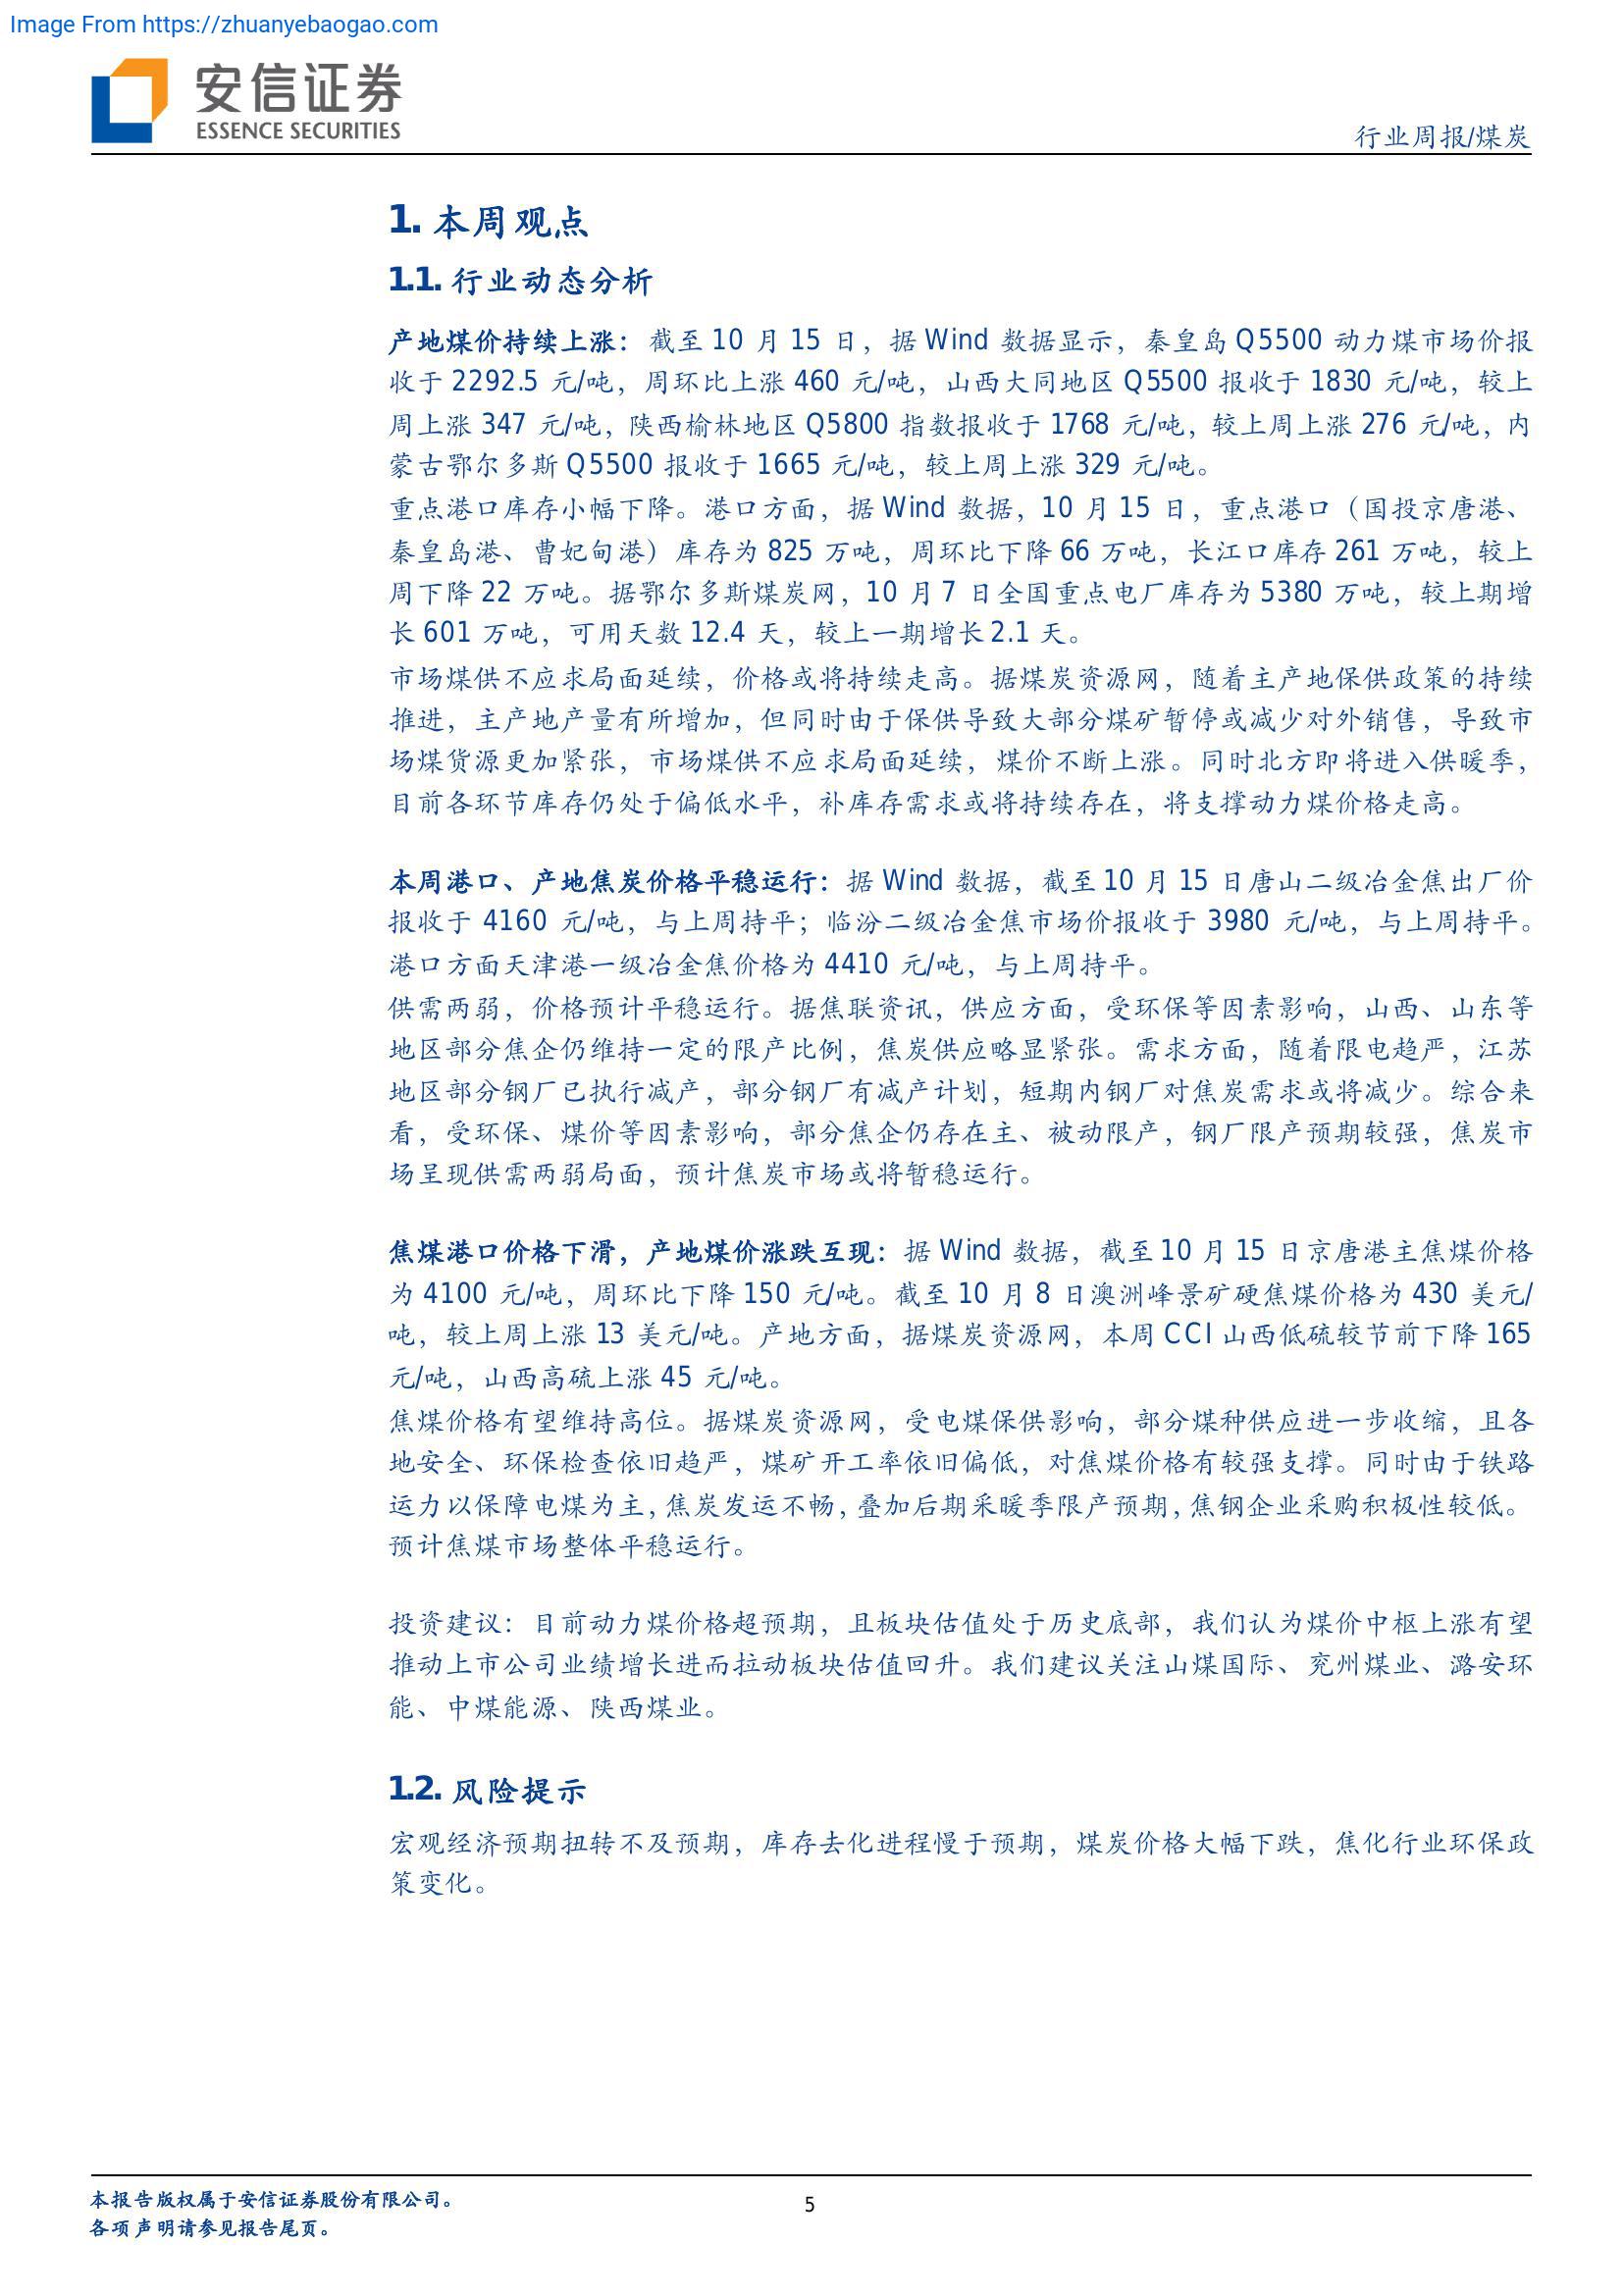 Image From https://zhuanyebaogao.com
安信证券
ESSENCE SECURITIES
行业周报/煤炭
1. 本周观点
1.1. 行业动态分析
产地煤价持续上涨：截至 10 月 15 日，据 Wind 数据显示，秦皇岛 Q5500 动力煤市场价报
收于 2292.5 元/吨，周环比上涨 460 元/吨，山西大同地区 Q5500 报收于 1830 元/吨，较上
周上涨 347 元/吨，陕西榆林地区 Q5800 指数报收于 1768 元/吨，较上周上涨 276 元/吨，内
蒙古鄂尔多斯 Q5500 报收于 1665 元/吨，较上周上涨 329 元/吨。
重点港口库存小幅下降。港口方面，据 Wind 数据，10 月 15 日，重点港口（国投京唐港、
秦皇岛港、曹妃甸港）库存为 825 万吨，周环比下降 66 万吨，长江口库存 261 万吨，较上
周下降 22 万吨。据鄂尔多斯煤炭网，10 月 7 日全国重点电厂库存为 5380 万吨，较上期增
长 601 万吨，可用天数 12.4 天，较上一期增长 2.1 天。
市场煤供不应求局面延续，价格或将持续走高。据煤炭资源网，随着主产地保供政策的持续
推进，主产地产量有所增加，但同时由于保供导致大部分煤矿暂停或减少对外销售，导致市
场煤货源更加紧张，市场煤供不应求局面延续，煤价不断上涨。同时北方即将进入供暖季，
目前各环节库存仍处于偏低水平，补库存需求或将持续存在，将支撑动力煤价格走高。
本周港口、产地焦炭价格平稳运行：据 Wind 数据，截至 10 月 15 日唐山二级冶金焦出厂价
报收于 4160 元/吨，与上周持平；临汾二级冶金焦市场价报收于 3980 元/吨，与上周持平。
港口方面天津港一级冶金焦价格为 4410 元/吨，与上周持平。
供需两弱，价格预计平稳运行。据焦联资讯，供应方面，受环保等因素影响，山西、山东等
地区部分焦企仍维持一定的限产比例，焦炭供应略显紧张。需求方面，随着限电趋严，江苏
地区部分钢厂已执行减产，部分钢厂有减产计划，短期内钢厂对焦炭需求或将减少。综合来
看，受环保、煤价等因素影响，部分焦企仍存在主、被动限产，钢厂限产预期较强，焦炭市
场呈现供需两弱局面，预计焦炭市场或将暂稳运行。
焦煤港口价格下滑，产地煤价涨跌互现：据 Wind 数据，截至 10 月 15 日京唐港主焦煤价格
为 4100 元/吨，周环比下降 150 元/吨。截至 10 月 8 日澳洲峰景矿硬焦煤价格为 430 美元/
吨，较上周上涨 13 美元/吨。产地方面，据煤炭资源网，本周 CCI 山西低硫较节前下降 165
元/吨，山西高硫上涨 45 元/吨。
焦煤价格有望维持高位。据煤炭资源网，受电煤保供影响，部分煤种供应进一步收缩，且各
地安全、环保检查依旧趋严，煤矿开工率依旧偏低，对焦煤价格有较强支撑。同时由于铁路
运力以保障电煤为主，焦炭发运不畅，叠加后期采暖季限产预期，焦钢企业采购积极性较低。
预计焦煤市场整体平稳运行。
投资建议：目前动力煤价格超预期，且板块估值处于历史底部，我们认为煤价中枢上涨有望
推动上市公司业绩增长进而拉动板块估值回升。我们建议关注山煤国际、兖州煤业、潞安环
能、中煤能源、陕西煤业。
1.2. 风险提示
宏观经济预期扭转不及预期，库存去化进程慢于预期，煤炭价格大幅下跌，焦化行业环保政
策变化。
本报告版权属于安信证券股份有限公司。
各项声明请参见报告尾页。
5